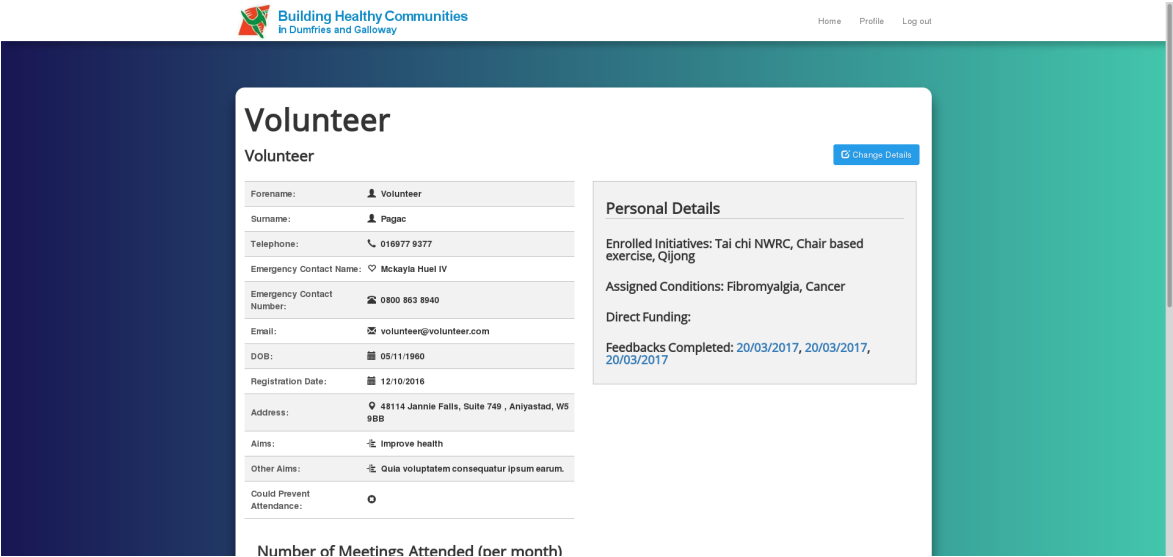 Building Healthy Communities
in Dumfries and Galloway
Home Profile Log out
Volunteer
Volunteer
Change Details
Forename: Volunteer
Surname: Pagac
Telephone: 016977 9377
Emergency Contact Name: Mckayla Huel IV
Emergency Contact
Number: 0800 863 8940
Email: volunteer@volunteer.com
DOB: 05/11/1960
Registration Date: 12/10/2016
Address: 48114 Jannie Falls, Suite 749 , Aniyastad, W5
9BB
Aims: Improve health
Other Aims: Quia voluptatem consequatur ipsum earum.
Could Prevent
Attendance:
Personal Details
Enrolled Initiatives: Tai chi NWRC, Chair based
exercise, Qijong
Assigned Conditions: Fibromyalgia, Cancer
Direct Funding:
Feedbacks Completed: 20/03/2017, 20/03/2017,
20/03/2017
Number of Meetings Attended (per month)